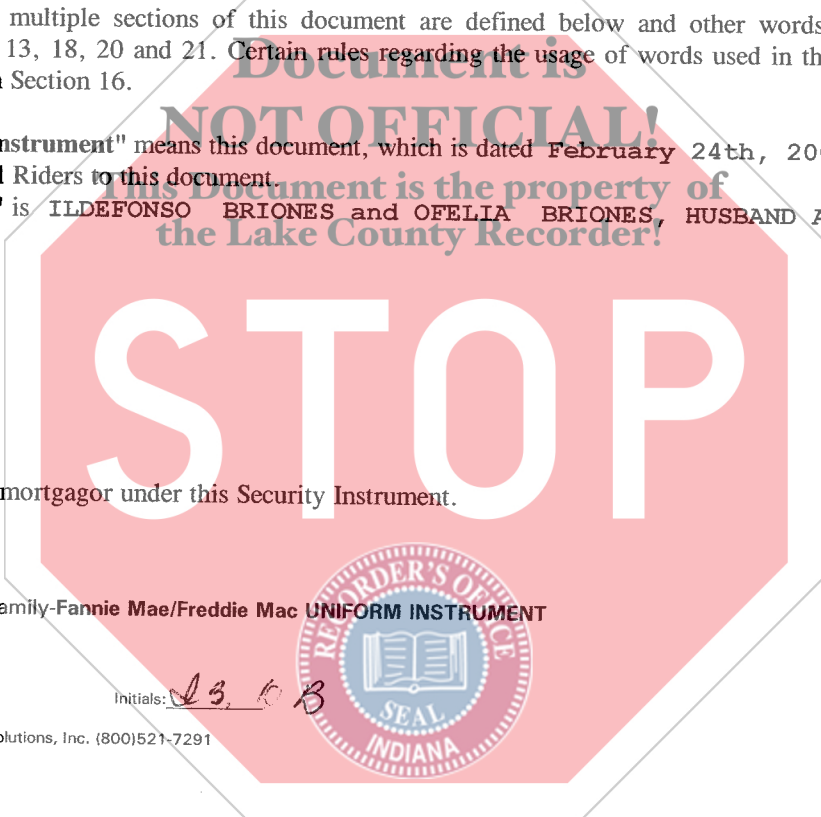 multiple sections of this document are defined below and other words
13, 18, 20 and 21. Certain rules regarding the usage of words used in th
Section 16.
Document is
NOT OFFICIAL!
This Document is the property of
the Lake County Recorder!
nstrument" means this document, which is dated February 24th, 20
Riders to this document.
" is ILDEFONSO BRIONES and OFELIA BRIONES, HUSBAND A
STOP
mortgagor under this Security Instrument.
amily-Fannie Mae/Freddie Mac UNIFORM INSTRUMENT
RECORDER'S OFFICE
SEAL
INDIANA
Initials: IB, OB
olutions, Inc. (800)521-7291